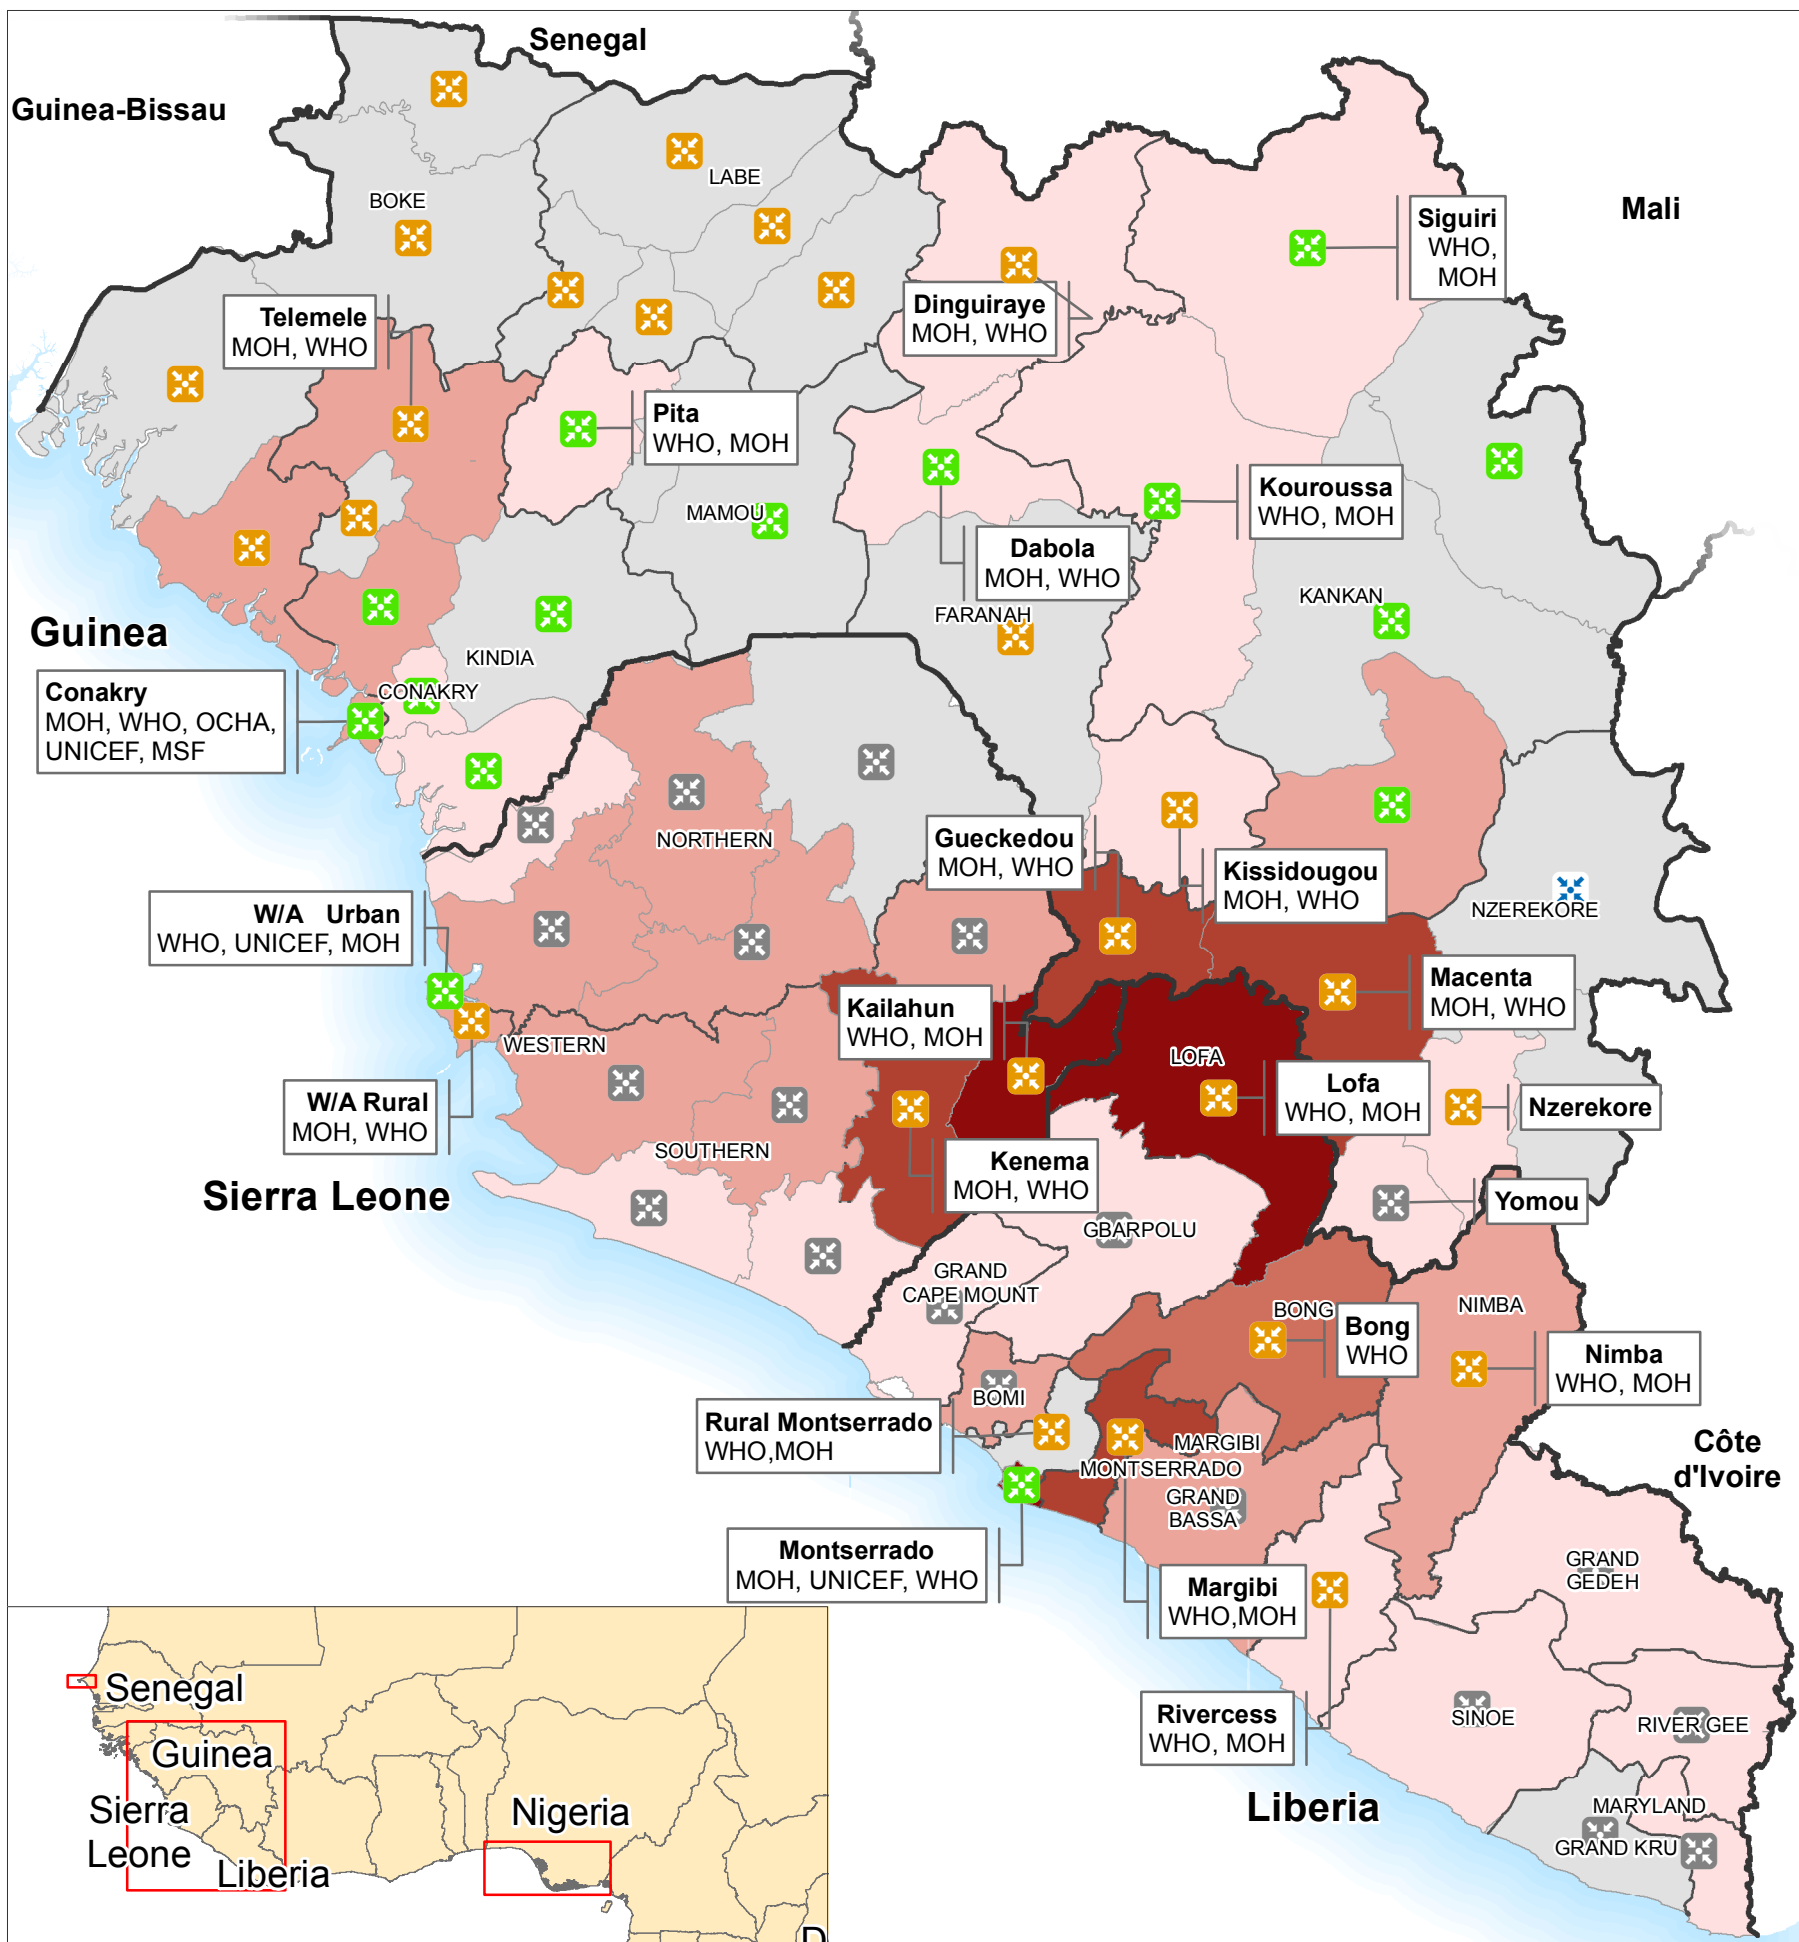 Senegal
Guinea-Bissau
LABE
BOKE
Mali
Siguiri
WHO,
MOH
Telemele
MOH, WHO
Dinguiraye
MOH, WHO
Pita
WHO, MOH
Kouroussa
WHO, MOH
MAMOU
Dabola
MOH, WHO
KANKAN
FARANAH
Guinea
KINDIA
CONAKRY
Conakry
MOH, WHO, OCHA,
UNICEF, MSF
NORTHERN
Gueckedou
MOH, WHO
Kissidougou
MOH, WHO
NZEREKORE
W/A Urban
WHO, UNICEF, MOH
Macenta
MOH, WHO
Kailahun
WHO, MOH
WESTERN
LOFA
Lofa
WHO, MOH
Nzerekore
W/A Rural
MOH, WHO
SOUTHERN
Kenema
MOH, WHO
Sierra Leone
Yomou
GBARPOLU
GRAND
CAPE MOUNT
BONG
NIMBA
Bong
WHO
Nimba
WHO, MOH
BOMI
Rural Montserrado
WHO,MOH
MARGIBI
MONTSERRADO
Côte
d'Ivoire
GRAND
BASSA
Montserrado
MOH, UNICEF, WHO
GRAND
GEDEH
Margibi
WHO,MOH
Rivercess
WHO, MOH
SINOE
RIVER GEE
Liberia
MARYLAND
GRAND KRU
Senegal
Guinea
Sierra
Leone
Liberia
Nigeria
D